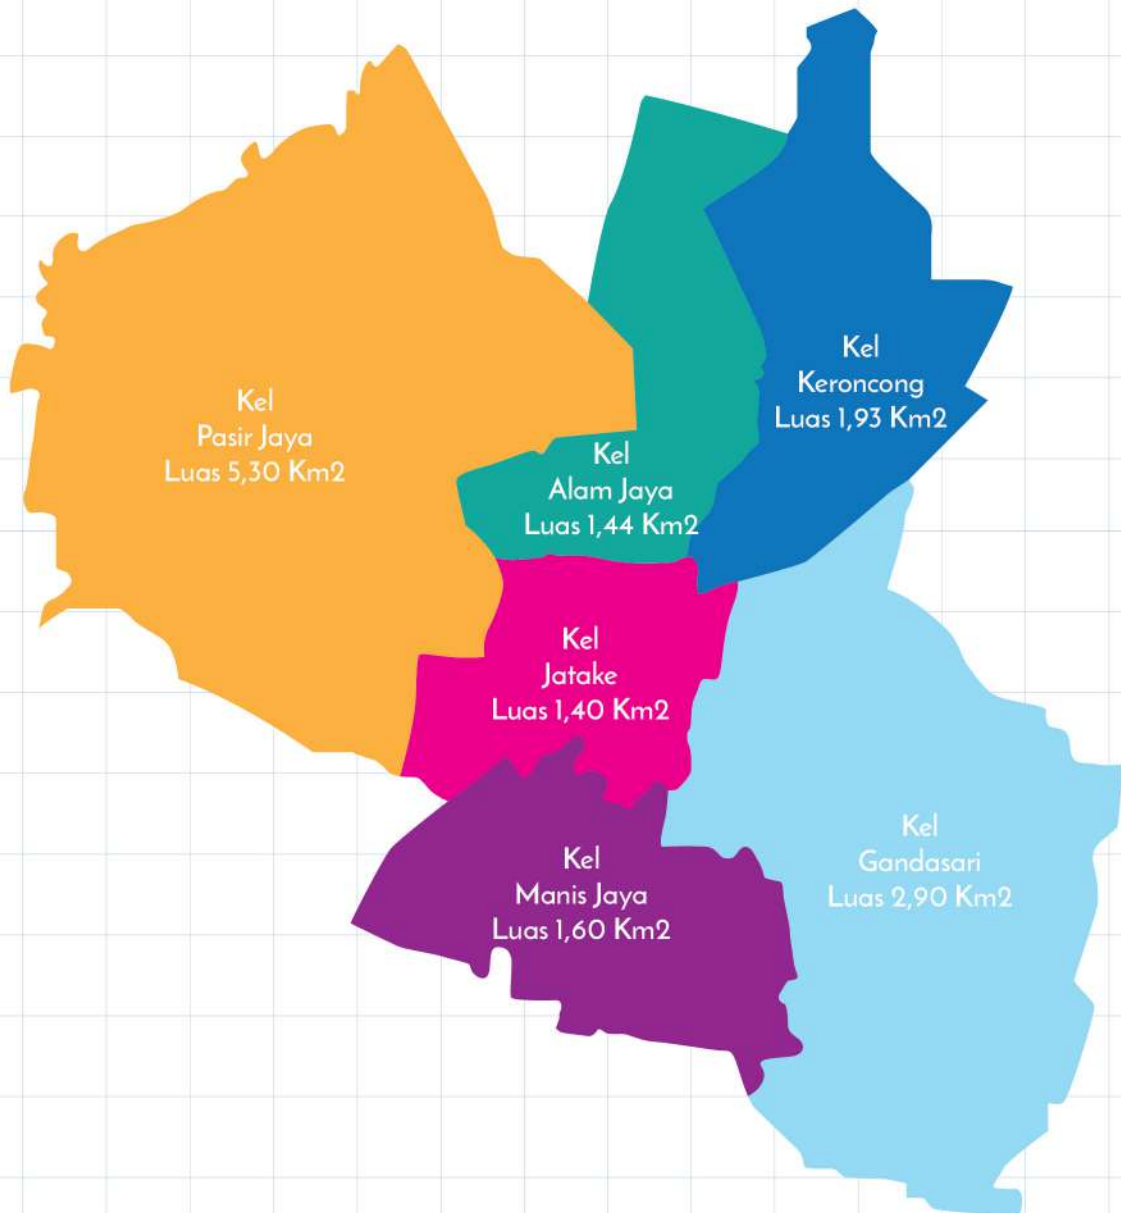 Kel
Keroncong
Luas 1,93 Km2
Kel
Pasir Jaya
Luas 5,30 Km2
Kel
Alam Jaya
Luas 1,44 Km2
Kel
Jatake
Luas 1,40 Km2
Kel
Gandasari
Luas 2,90 Km2
Kel
Manis Jaya
Luas 1,60 Km2